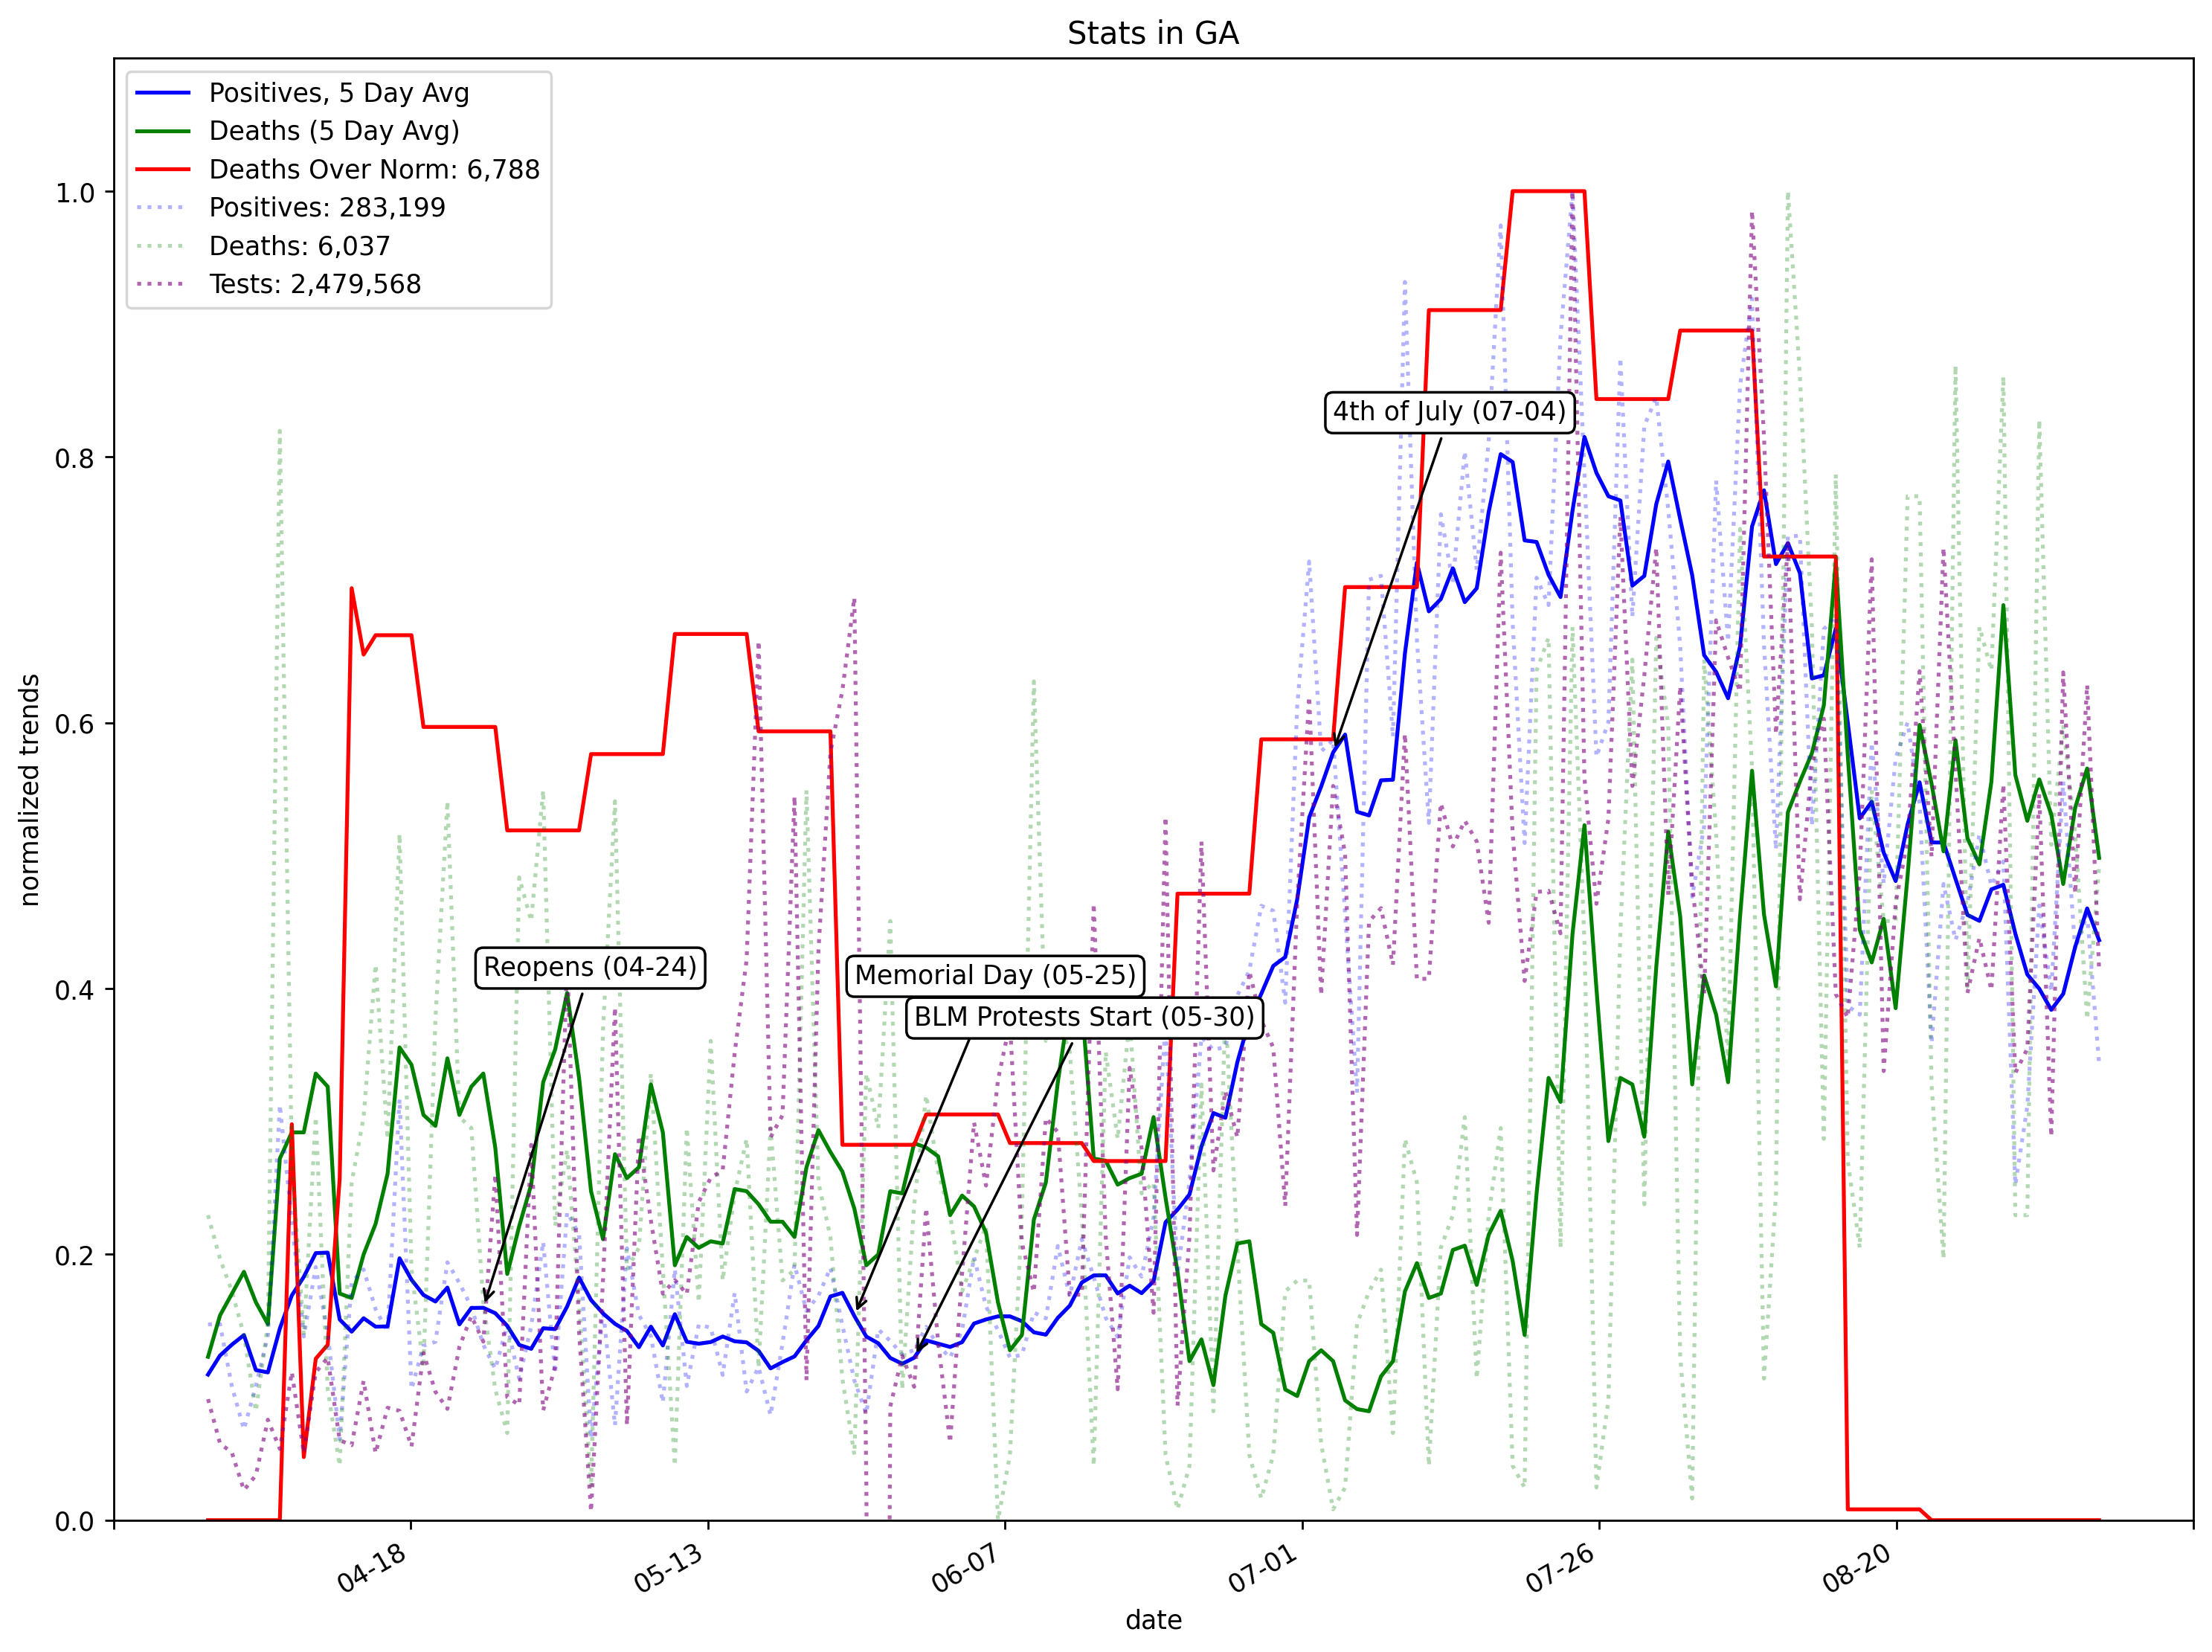 Stats in GA
Positives, 5 Day Avg
Deaths (5 Day Avg)
Deaths Over Norm: 6,788
Positives: 283,199
Deaths: 6,037
Tests: 2,479,568
1.0
0.8
0.6
0.4
0.2
0.0
normalized trends
4th of July (07-04)
Reopens (04-24)
Memorial Day (05-25)
BLM Protests Start (05-30)
04-18
05-13
06-07
07-01
07-26
08-20
date